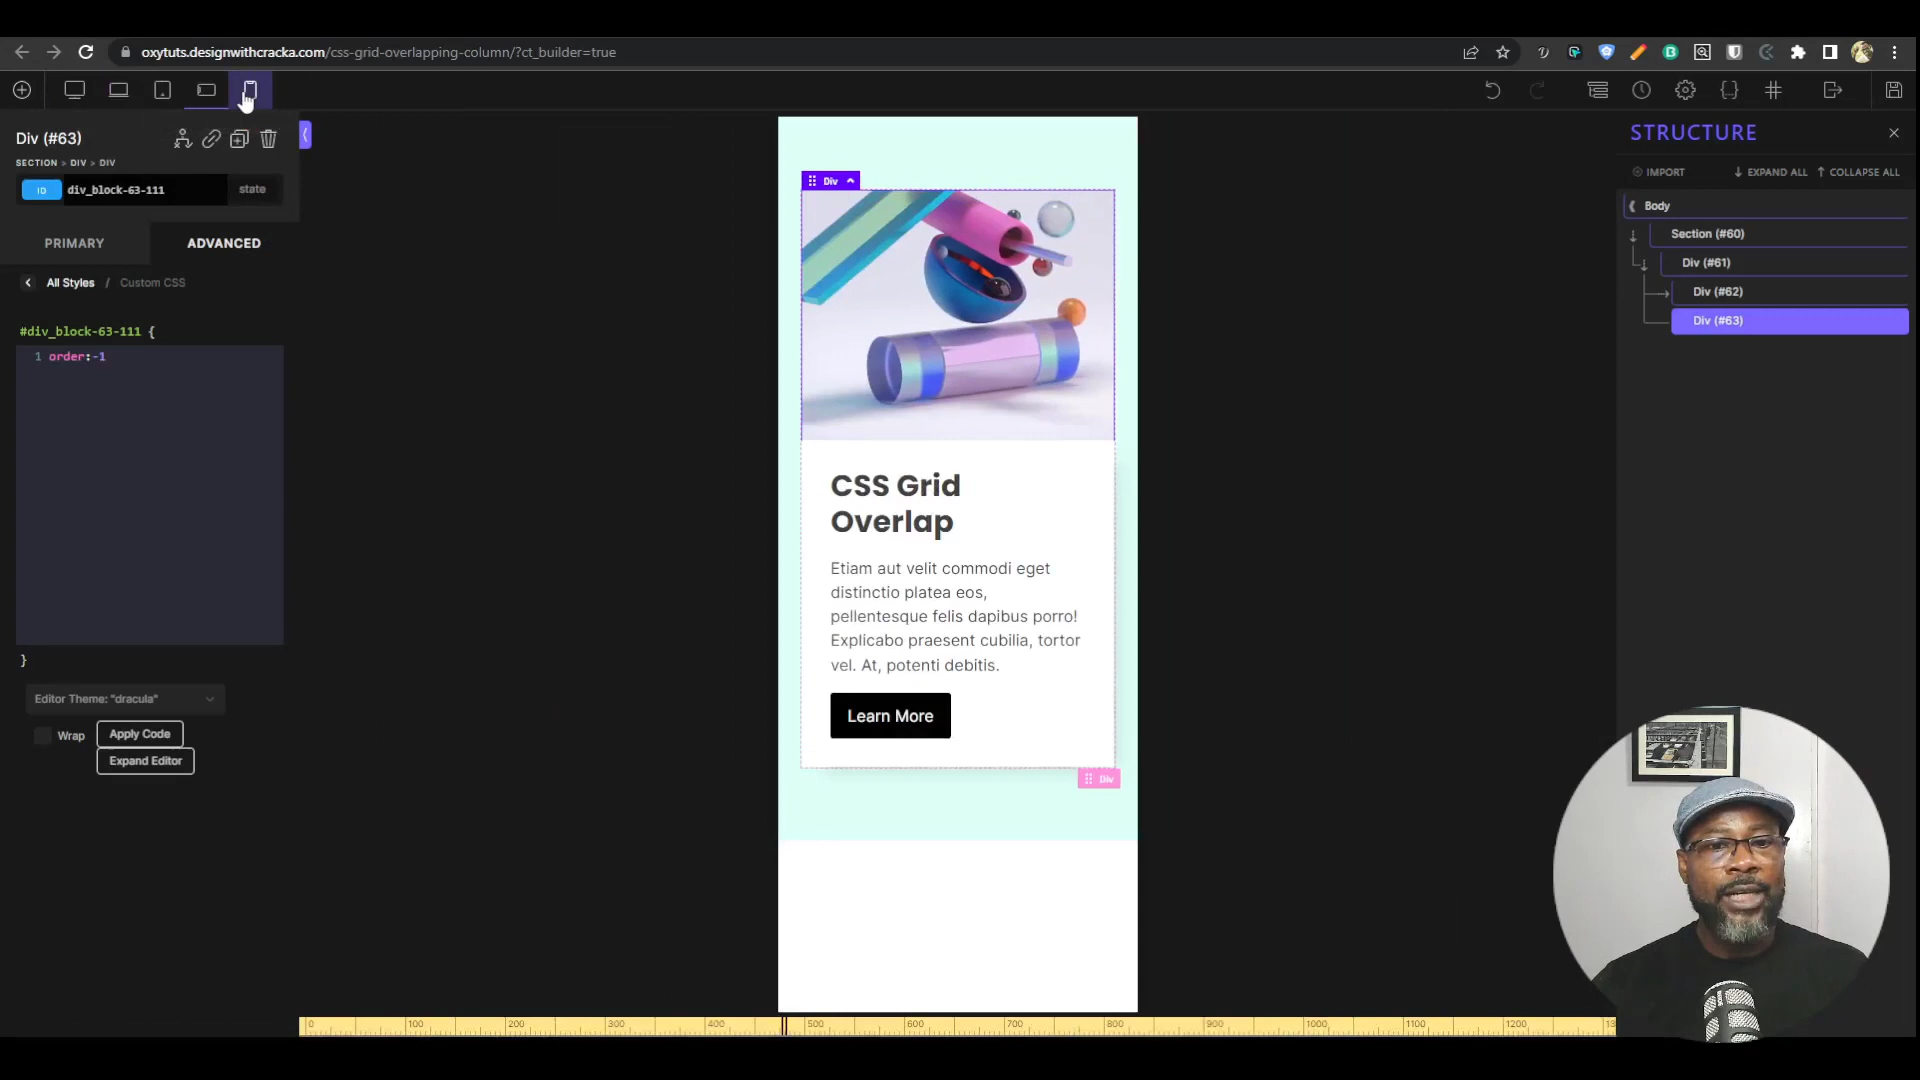 oxytuts.designwithcracka.com/css-grid-overlapping-column/?ct_builder=true
Div (#63)
SECTION > DIV > DIV
ID div_block-63-111 state
PRIMARY ADVANCED
All Styles / Custom CSS
#div_block-63-111 {
1 order:-1
}
Editor Theme: "dracula"
Wrap Apply Code
Expand Editor
Div
CSS Grid
Overlap
Etiam aut velit commodi eget
distinctio platea eos,
pellentesque felis dapibus porro!
Explicabo praesent cubilia, tortor
vel. At, potenti debitis.
Learn More
Div
STRUCTURE
IMPORT EXPAND ALL COLLAPSE ALL
Body
Section (#60)
Div (#61)
Div (#62)
Div (#63)
0 100 200 300 400 500 600 700 800 900 1000 1100 1200 13